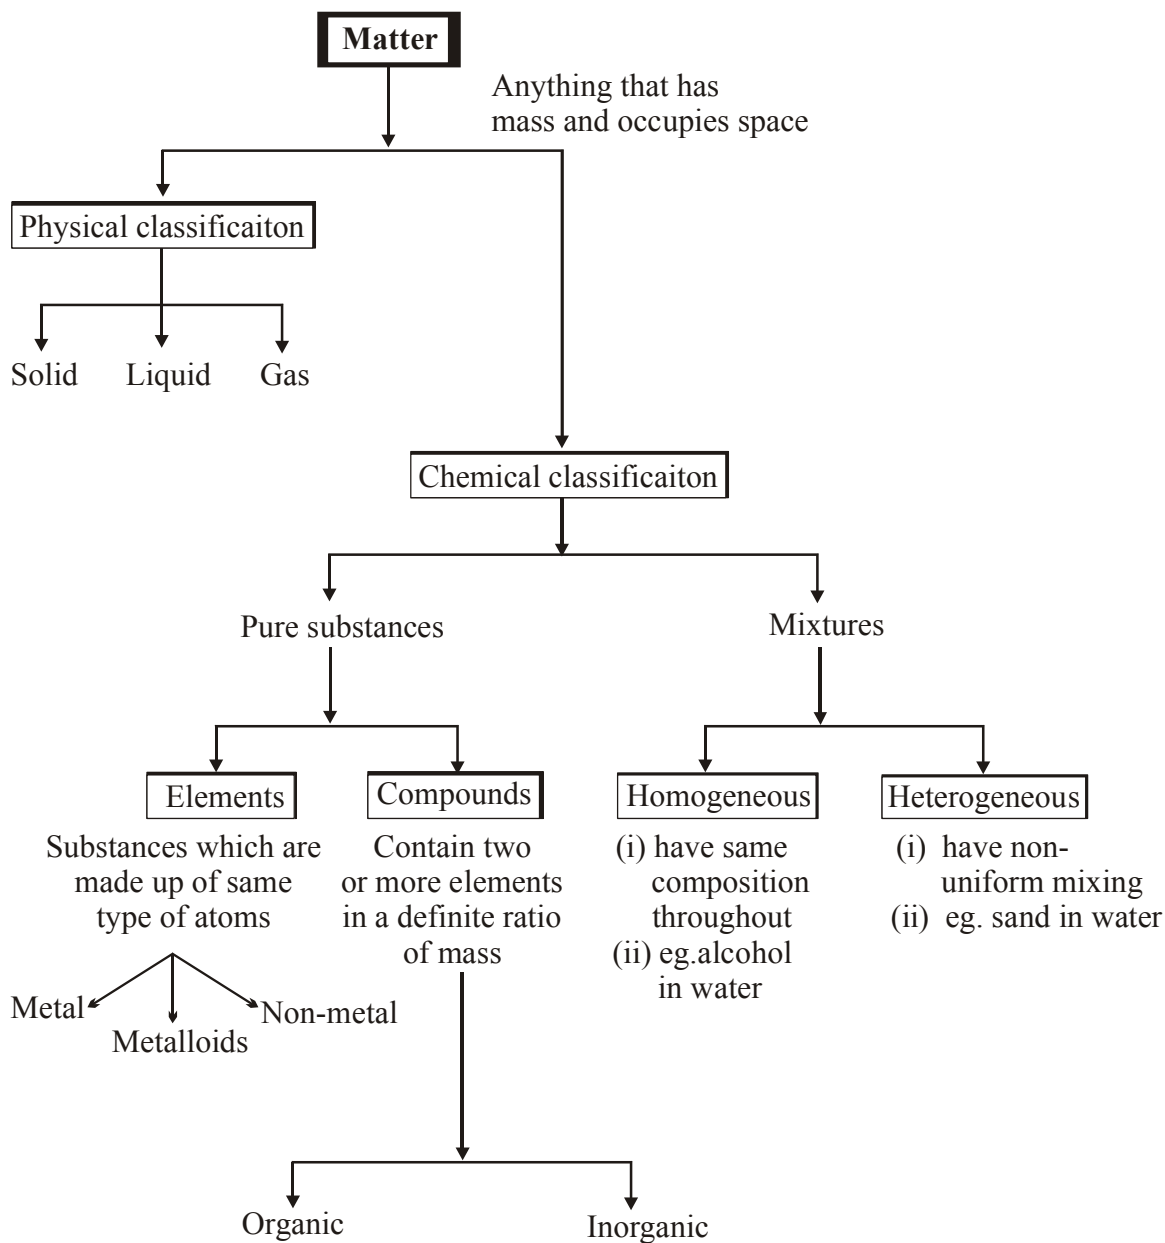 Matter
Anything that has
mass and occupies space
Physical classificaiton
Solid
Liquid
Gas
Chemical classificaiton
Pure substances
Mixtures
Elements
Substances which are
made up of same
type of atoms
Metal
Metalloids
Non-metal
Compounds
Contain two
or more elements
in a definite ratio
of mass
Organic
Inorganic
Homogeneous
(i) have same
composition
throughout
(ii) eg.alcohol
in water
Heterogeneous
(i) have non-
uniform mixing
(ii) eg. sand in water